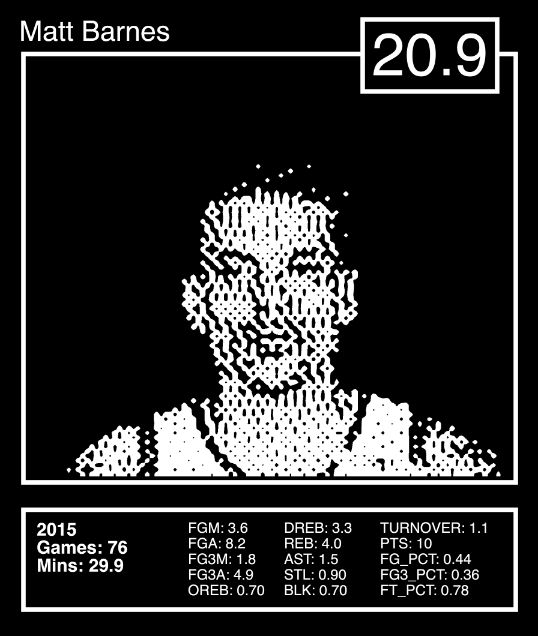 Matt Barnes
20.9
2015
Games: 76
Mins: 29.9
FGM: 3.6
FGA: 8.2
FG3M: 1.8
FG3A: 4.9
OREB: 0.70
DREB: 3.3
REB: 4.0
AST: 1.5
STL: 0.90
BLK: 0.70
TURNOVER: 1.1
PTS: 10
FG_PCT: 0.44
FG3_PCT: 0.36
FT_PCT: 0.78